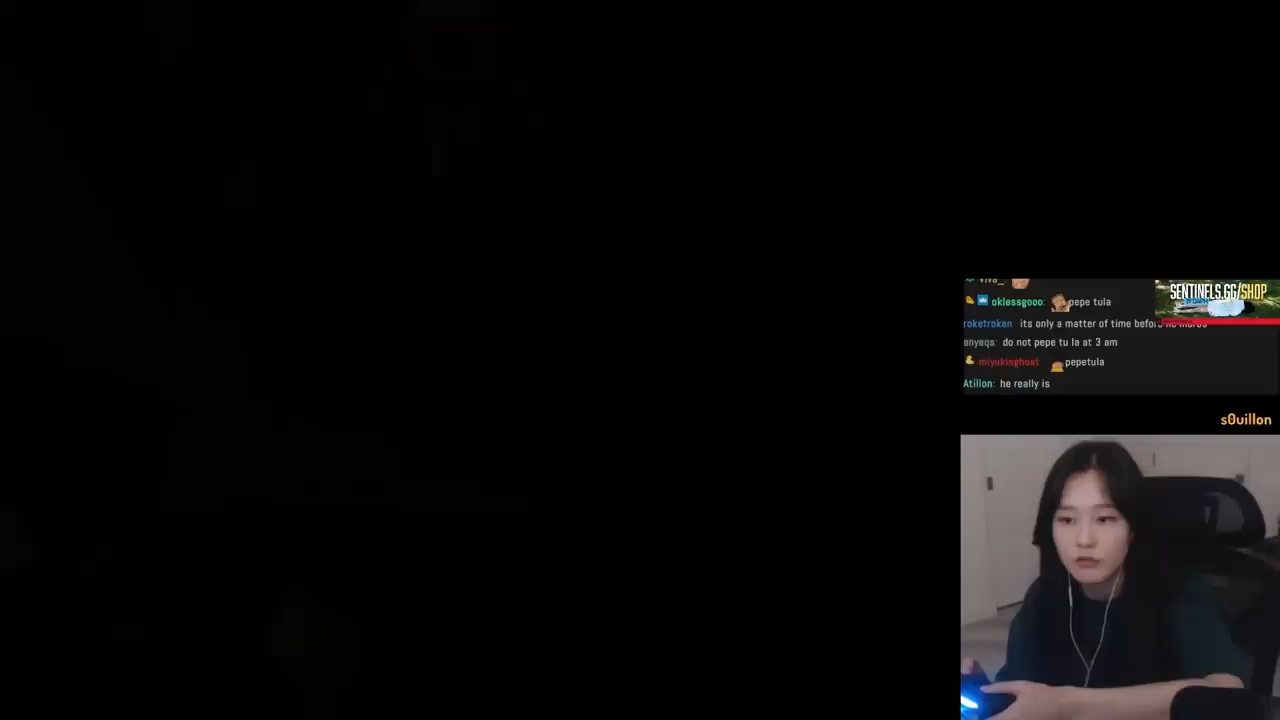 oklessgooo: pepe tula
SENTINELS.GG/SHOP
roketroken its only a matter of time before he
anyeqs: do not pepe tu la at 3 am
miyukinghost pepetula
Atillon: he really is
s0uillon